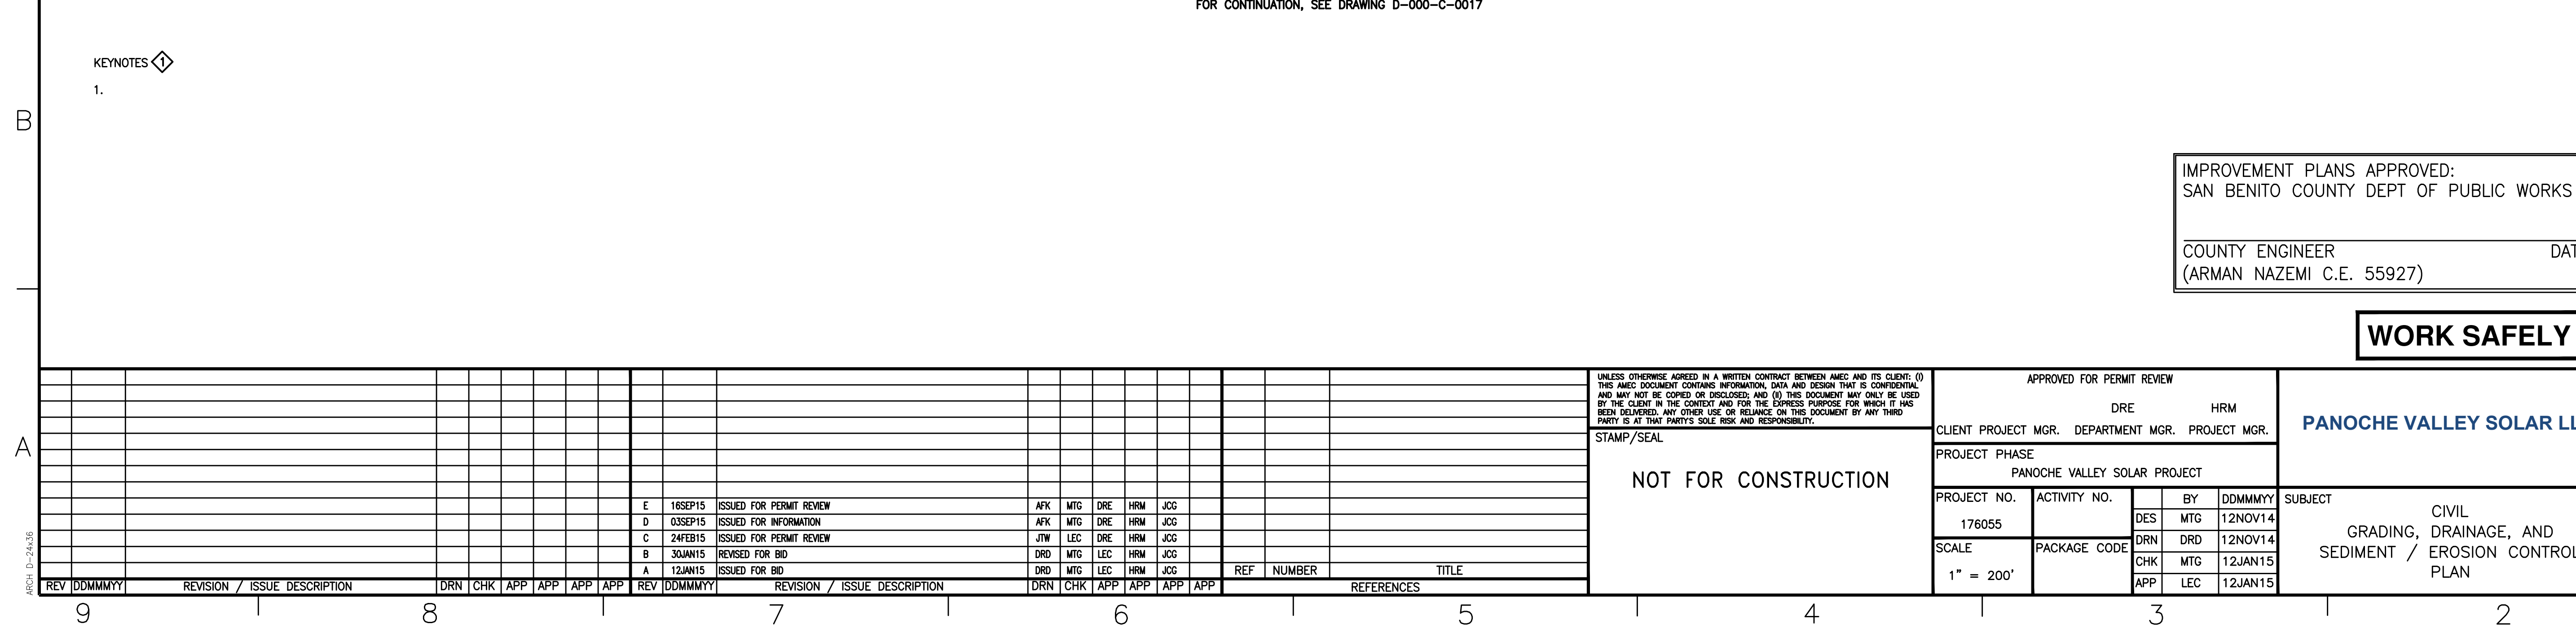 FOR CONTINUATION, SEE DRAWING D-000-C-0017
KEYNOTES 1
1.
B
IMPROVEMENT PLANS APPROVED:
SAN BENITO COUNTY DEPT OF PUBLIC WORKS
COUNTY ENGINEER DAT
(ARMAN NAZEMI C.E. 55927)
WORK SAFELY
A
ARCH D-24x36
E 16SEP15 ISSUED FOR PERMIT REVIEW AFK MTG DRE HRM JCG
D 03SEP15 ISSUED FOR INFORMATION AFK MTG DRE HRM JCG
C 24FEB15 ISSUED FOR PERMIT REVIEW JTW LEC DRE HRM JCG
B 30JAN15 REVISED FOR BID DRD MTG LEC HRM JCG
A 12JAN15 ISSUED FOR BID DRD MTG LEC HRM JCG
REV DDMMMYY REVISION / ISSUE DESCRIPTION DRN CHK APP APP APP APP REV DDMMMYY REVISION / ISSUE DESCRIPTION DRN CHK APP APP APP APP
REF NUMBER TITLE
REFERENCES
UNLESS OTHERWISE AGREED IN A WRITTEN CONTRACT BETWEEN AMEC AND ITS CLIENT: (I)
THIS AMEC DOCUMENT CONTAINS INFORMATION, DATA AND DESIGN THAT IS CONFIDENTIAL
AND MAY NOT BE COPIED OR DISCLOSED; AND (II) THIS DOCUMENT MAY ONLY BE USED
BY THE CLIENT IN THE CONTEXT AND FOR THE EXPRESS PURPOSE FOR WHICH IT HAS
BEEN DELIVERED. ANY OTHER USE OR RELIANCE ON THIS DOCUMENT BY ANY THIRD
PARTY IS AT THAT PARTY'S SOLE RISK AND RESPONSIBILITY.
STAMP/SEAL
NOT FOR CONSTRUCTION
APPROVED FOR PERMIT REVIEW
DRE HRM
CLIENT PROJECT MGR. DEPARTMENT MGR. PROJECT MGR.
PROJECT PHASE
PANOCHE VALLEY SOLAR PROJECT
PROJECT NO. ACTIVITY NO.
176055
SCALE PACKAGE CODE
1" = 200'
BY DDMMMYY
DES MTG 12NOV14
DRN DRD 12NOV14
CHK MTG 12JAN15
APP LEC 12JAN15
PANOCHE VALLEY SOLAR LL
SUBJECT
CIVIL
GRADING, DRAINAGE, AND
SEDIMENT / EROSION CONTROL
PLAN
9 8 7 6 5 4 3 2